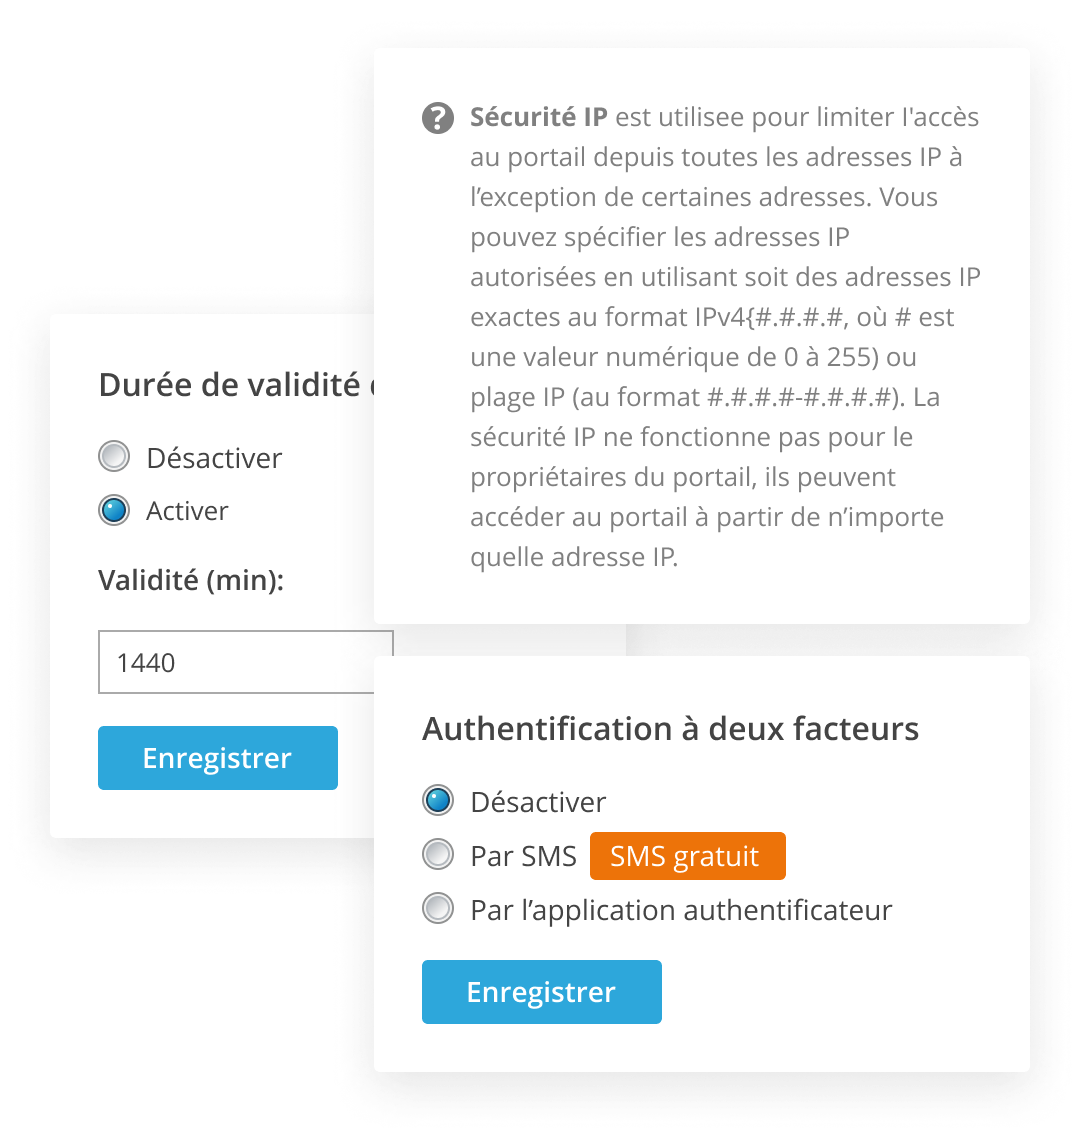 Sécurité IP est utilisee pour limiter l'accès
au portail depuis toutes les adresses IP à
l’exception de certaines adresses. Vous
pouvez spécifier les adresses IP
autorisées en utilisant soit des adresses IP
exactes au format IPv4{#.#.#.#, où # est
une valeur numérique de 0 à 255) ou
plage IP (au format #.#.#.#-#.#.#.#). La
sécurité IP ne fonctionne pas pour le
propriétaires du portail, ils peuvent
accéder au portail à partir de n’importe
quelle adresse IP.
Durée de validité
Désactiver
Activer
Validité (min):
1440
Enregistrer
Authentification à deux facteurs
Désactiver
Par SMS SMS gratuit
Par l’application authentificateur
Enregistrer